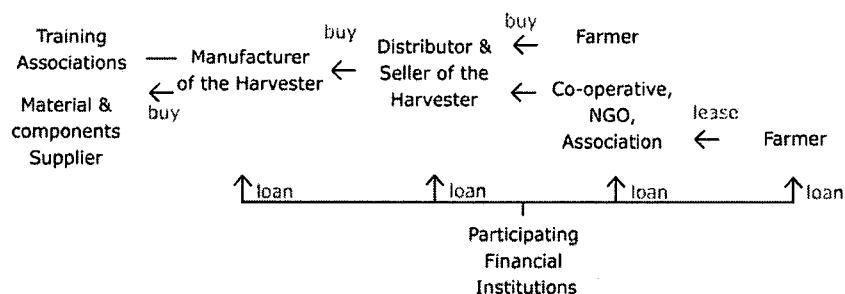 Training
Associations
Manufacturer
of the Harvester
buy
Material &
components
Supplier
buy
Distributor &
Seller of the
Harvester
buy
Farmer
Co-operative,
NGO,
Association
lease
Farmer
loan
loan
loan
loan
Participating
Financial
Institutions